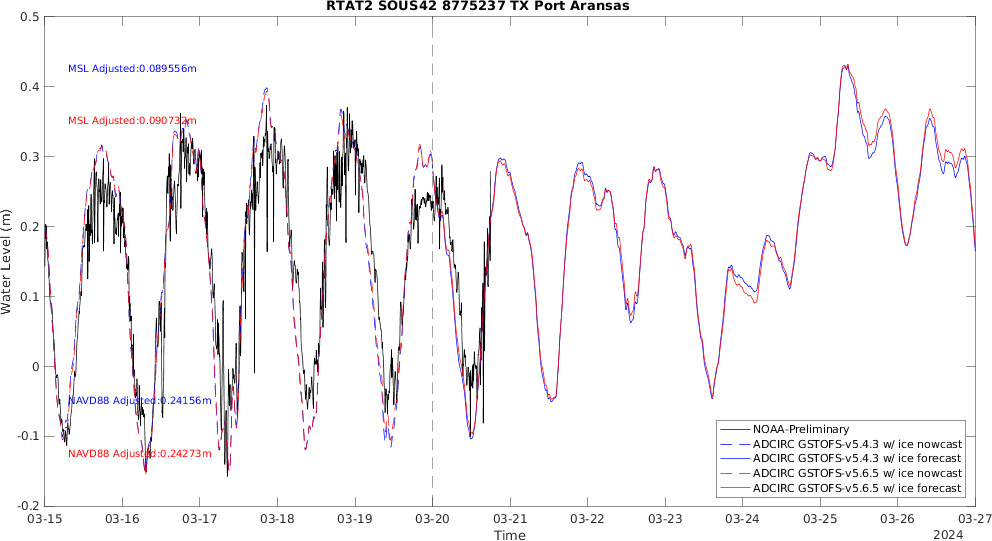 RTAT2 SOUS42 8775237 TX Port Aransas
0.5
0.4
0.3
0.2
0.1
0
-0.1
-0.2
Water Level (m)
MSL Adjusted:0.089556m
MSL Adjusted:0.090732m
NAVD88 Adjusted:0.24156m
NAVD88 Adjusted:0.24273m
NOAA-Preliminary
ADCIRC GSTOFS-v5.4.3 w/ ice nowcast
ADCIRC GSTOFS-v5.4.3 w/ ice forecast
ADCIRC GSTOFS-v5.6.5 w/ ice nowcast
ADCIRC GSTOFS-v5.6.5 w/ ice forecast
03-15 03-16 03-17 03-18 03-19 03-20 03-21 03-22 03-23 03-24 03-25 03-26 03-27
Time
2024